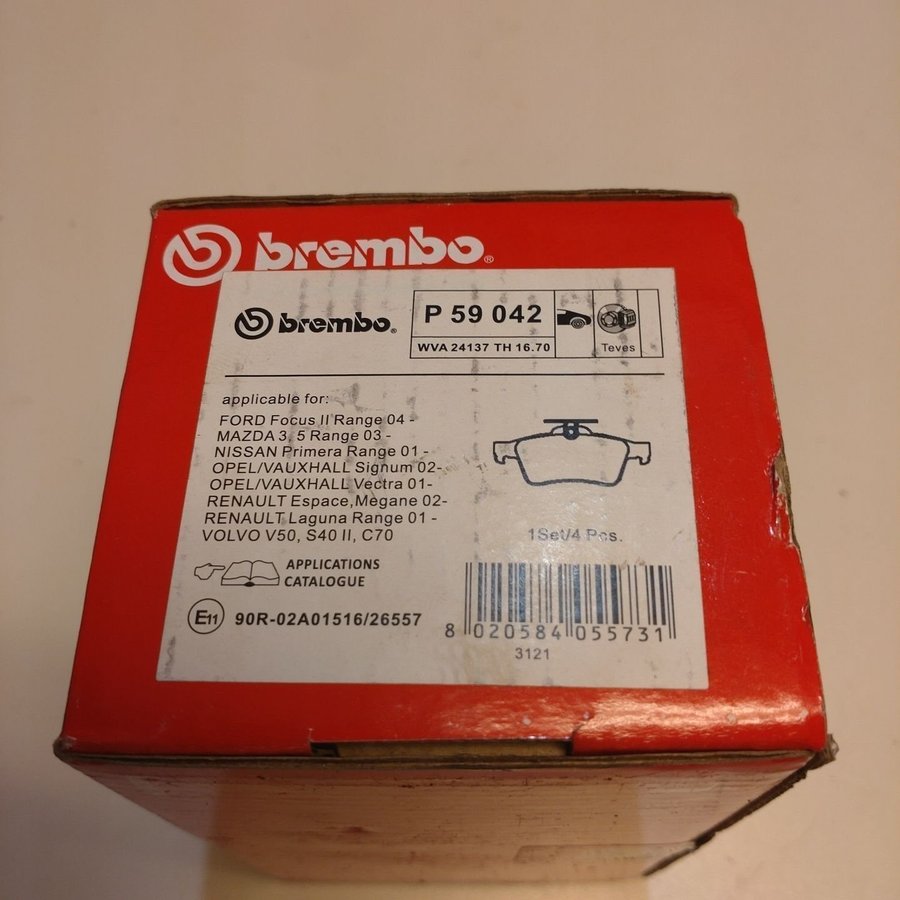 brembo®
brembo®
P 59 042
WVA 24137 TH 16.70
Teves
applicable for:
FORD Focus II Range 04 -
MAZDA 3, 5 Range 03 -
NISSAN Primera Range 01 -
OPEL/VAUXHALL Signum 02-
OPEL/VAUXHALL Vectra 01-
RENAULT Espace,Megane 02-
RENAULT Laguna Range 01 -
VOLVO V50, S40 II, C70
1Set/4 Pcs.
APPLICATIONS
CATALOGUE
E11 90R-02A01516/26557
8 020584 055731
3121